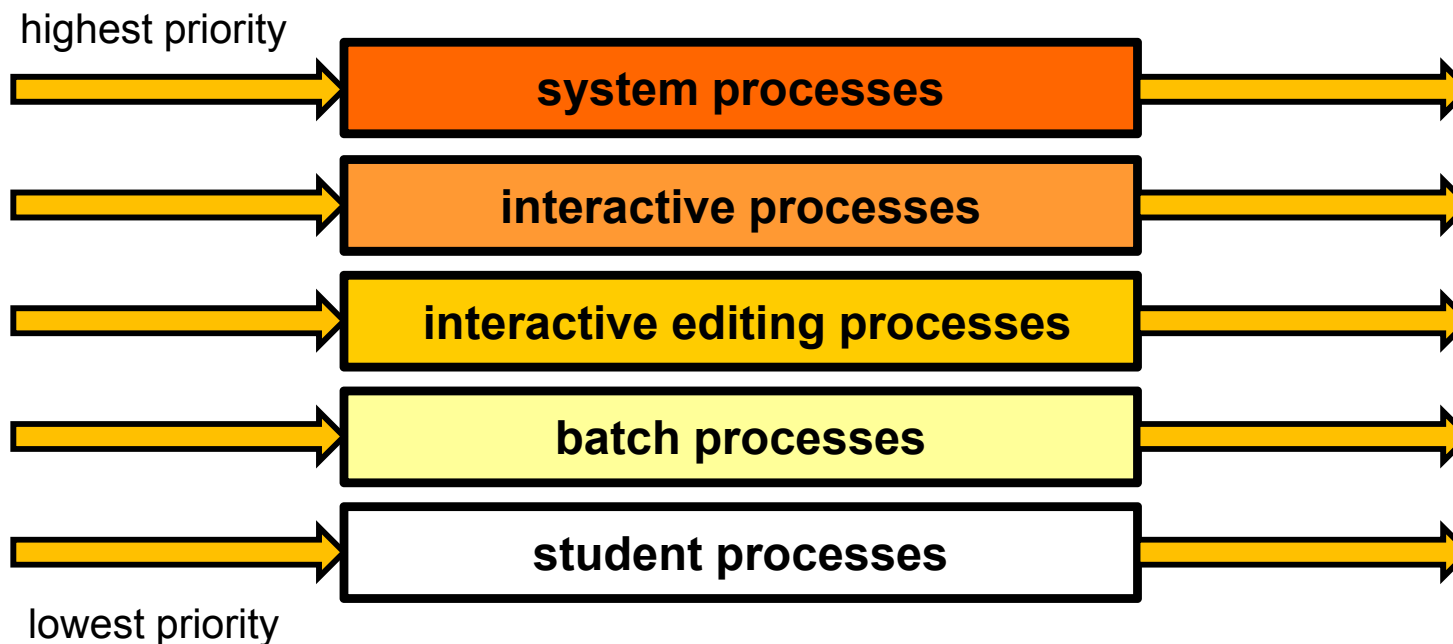 highest priority
system processes
interactive processes
interactive editing processes
batch processes
student processes
lowest priority